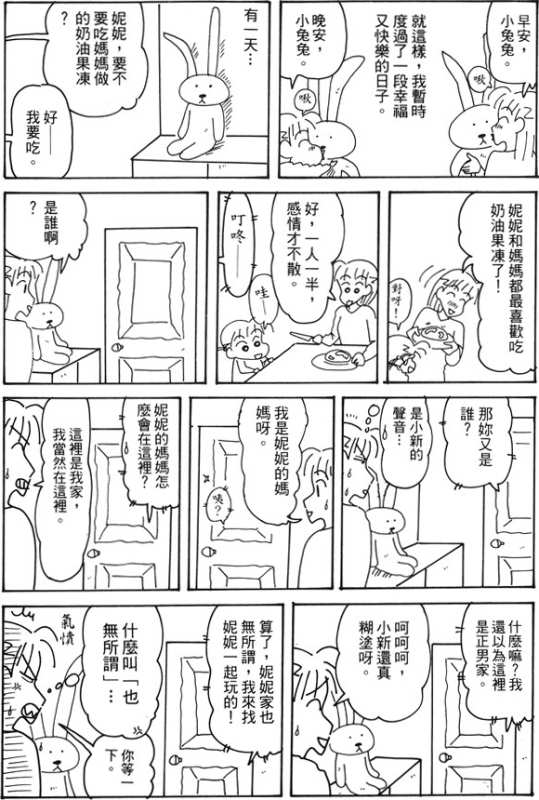 早安，
小兔兔。
啾
就這樣，我暫時
度過了一段幸福
又快樂的日子。
晚安，
小兔兔。
啾
有一天…
妮妮，要不
要吃媽媽做
的奶油果凍
？
好──
我要吃。
妮妮和媽媽都最喜歡吃
奶油果凍了！
對呀！
好，一人一半，
感情才不散。
哇
叮咚──
是誰啊
？
那妳又是
誰？
是小新的
聲音…
我是妮妮的媽
媽呀。
咦？
妮妮的媽媽怎
麼會在這裡？
這裡是我家，
我當然在這裡。
什麼嘛？我
還以為這裡
是正男家。
呵呵呵，
小新還真
糊塗呀。
算了，妮妮家也
無所謂，我來找
妮妮一起玩的！
什麼叫「也
無所謂」…
氣憤
你等一
下。